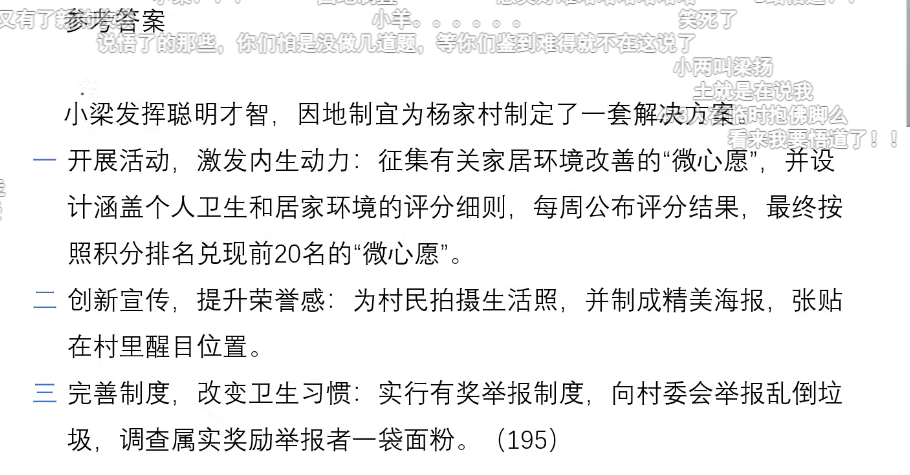 又有了
参考答案
小羊。。。。。。
笑死了
说悟了的那些，你们怕是没做几道题，等你们鉴到难得就不在这说了
小两叫梁扬
土就是在说我
小梁发挥聪明才智，因地制宜为杨家村制定了一套解决方案。
时抱佛脚么
看来我要悟道了！！
一 开展活动，激发内生动力：征集有关家居环境改善的“微心愿”，并设
计涵盖个人卫生和居家环境的评分细则，每周公布评分结果，最终按
照积分排名兑现前20名的“微心愿”。
二 创新宣传，提升荣誉感：为村民拍摄生活照，并制成精美海报，张贴
在村里醒目位置。
三 完善制度，改变卫生习惯：实行有奖举报制度，向村委会举报乱倒垃
圾，调查属实奖励举报者一袋面粉。（195）